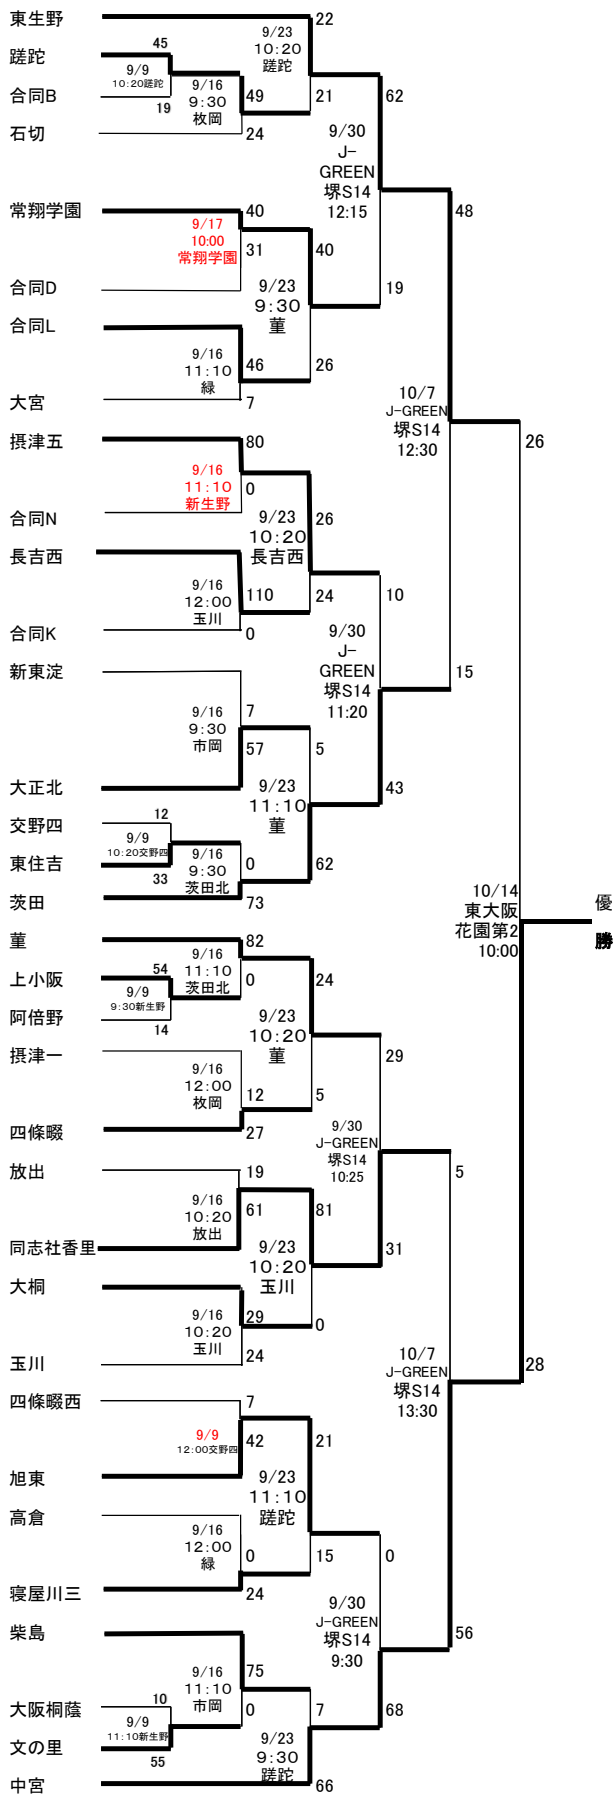 東生野
22
9/23
10:20
蹉跎
45
蹉跎
9/9
10:20蹉跎
9/16
9:30
枚岡
合同B
19
49
21
62
24
石切
9/30
J-
GREEN
堺S14
12:15
常翔学園
40
48
9/17
10:00
常翔学園
31
40
合同D
9/23
9:30
菫
19
合同L
9/16
11:10
緑
46
26
大宮
7
10/7
J-GREEN
堺S14
12:30
摂津五
80
26
9/16
11:10
新生野
0
合同N
9/23
10:20
長吉西
26
長吉西
9/16
12:00
玉川
110
24
10
合同K
0
9/30
J-
GREEN
堺S14
11:20
新東淀
15
9/16
9:30
市岡
7
57
5
大正北
9/23
11:10
菫
43
交野四
12
9/9
10:20交野四
東住吉
33
9/16
9:30
茨田北
0
62
茨田
73
10/14
東大阪
花園第2
10:00
優
勝
菫
82
9/16
11:10
茨田北
上小阪
54
9/9
9:30新生野
0
24
阿倍野
14
9/23
10:20
菫
摂津一
29
9/16
12:00
枚岡
12
5
四條畷
27
9/30
J-GREEN
堺S14
10:25
放出
19
5
9/16
10:20
放出
61
81
同志社香里
9/23
10:20
玉川
31
大桐
9/16
10:20
玉川
29
0
玉川
24
10/7
J-GREEN
堺S14
13:30
28
四條畷西
7
9/9
12:00交野四
42
21
旭東
9/23
11:10
蹉跎
高倉
9/16
12:00
緑
0
15
0
寝屋川三
24
9/30
J-GREEN
堺S14
9:30
柴島
56
9/16
11:10
市岡
75
大阪桐蔭
10
0
7
68
9/9
11:10新生野
文の里
55
9/23
9:30
蹉跎
中宮
66